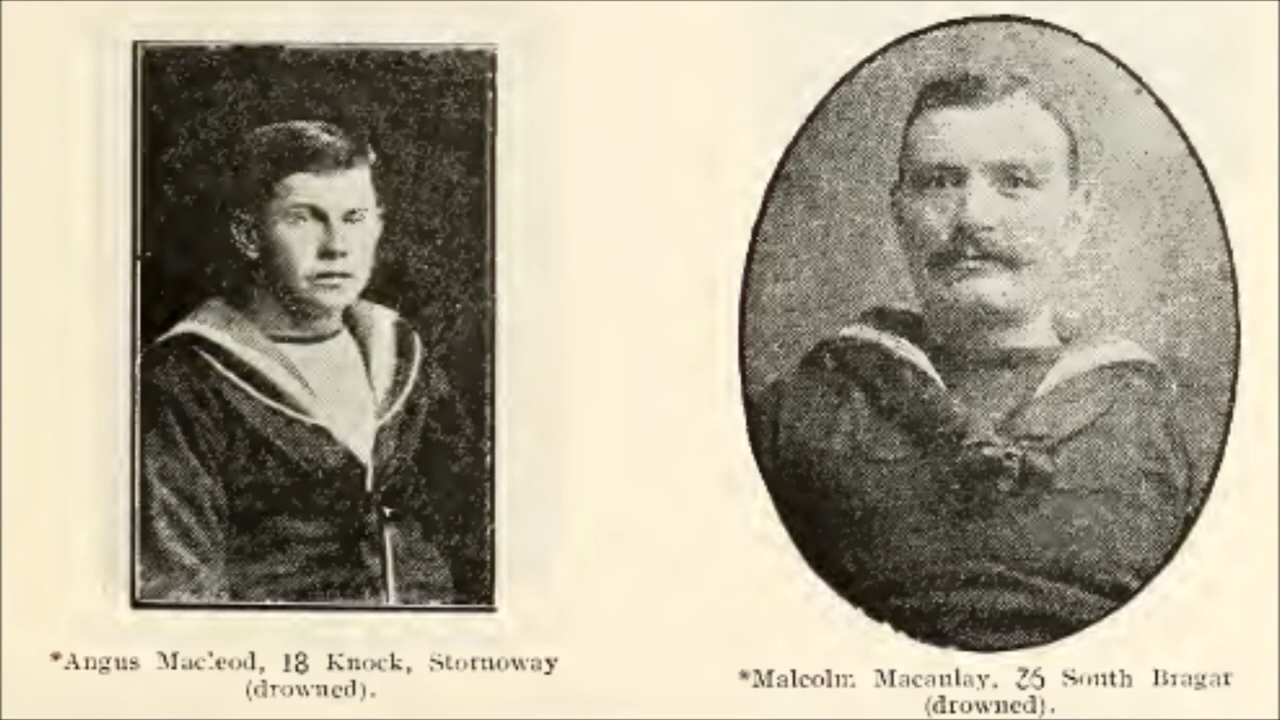 *Angus Macleod, 18 Knock, Stornoway
(drowned).
*Malcolm Macaulay, 26 South Bragar
(drowned).